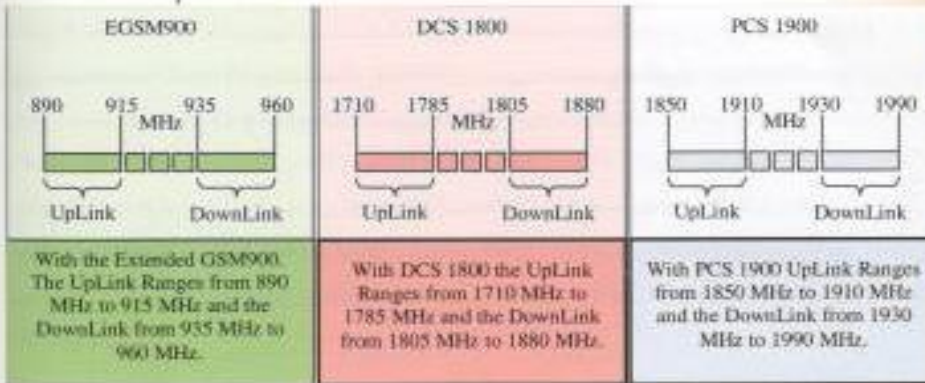 EGSM900
890 915 935 960
MHz
UpLink DownLink
With the Extended GSM900.
The UpLink Ranges from 890
MHz to 915 MHz and the
DownLink from 935 MHz to
960 MHz.
DCS 1800
1710 1785 1805 1880
MHz
UpLink DownLink
With DCS 1800 the UpLink
Ranges from 1710 MHz to
1785 MHz and the DownLink
from 1805 MHz to 1880 MHz.
PCS 1900
1850 1910 1930 1990
MHz
UpLink DownLink
With PCS 1900 UpLink Ranges
from 1850 MHz to 1910 MHz
and the DownLink from 1930
MHz to 1990 MHz.